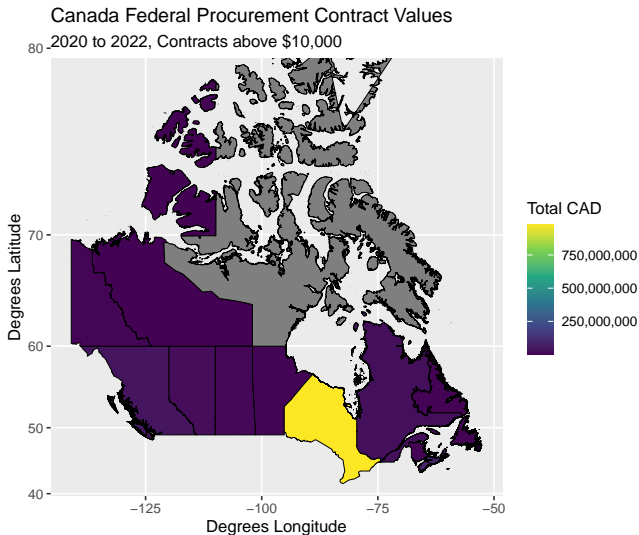 Canada Federal Procurement Contract Values
2020 to 2022, Contracts above $10,000
80
70
60
50
40
Degrees Latitude
−125
−100
−75
−50
Degrees Longitude
Total CAD
750,000,000
500,000,000
250,000,000